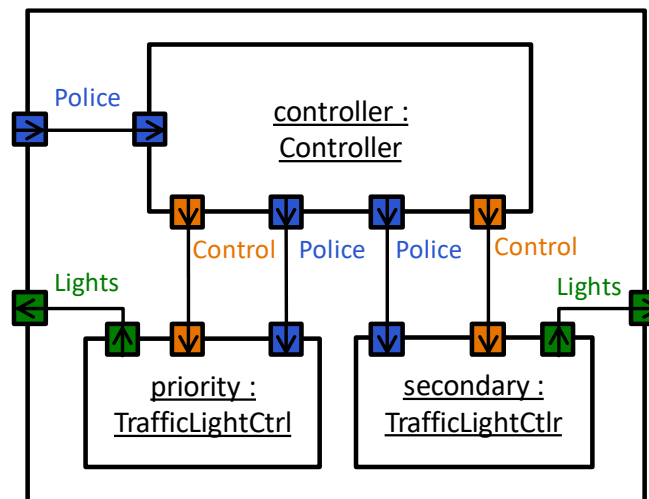 Police
controller :
Controller
Control
Police
Police
Control
Lights
Lights
priority :
TrafficLightCtrl
secondary :
TrafficLightCtlr